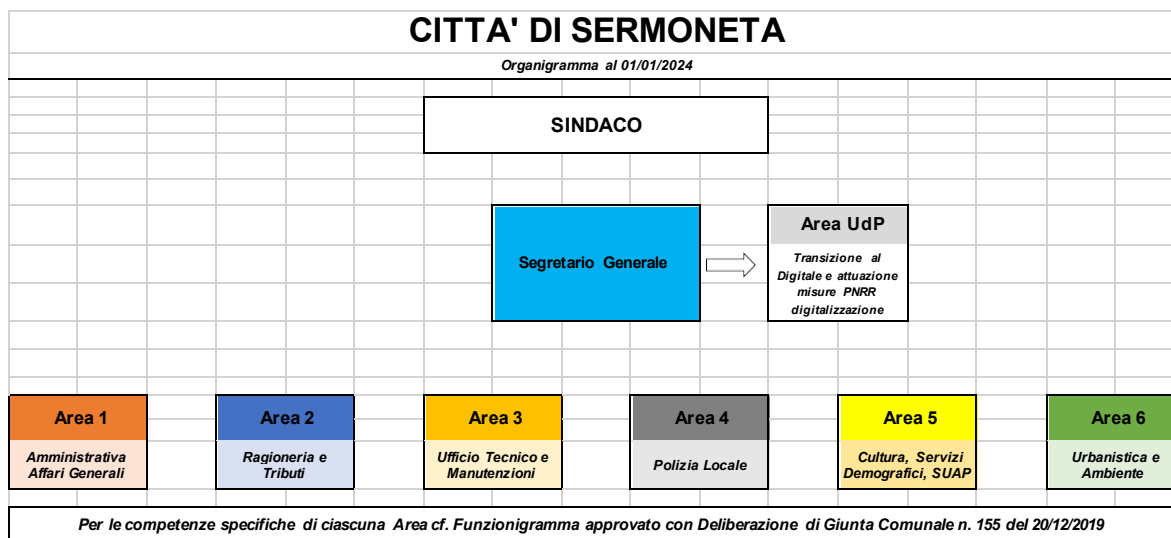 CITTA' DI SERMONETA
Organigramma al 01/01/2024
SINDACO
Segretario Generale
Area UdP
Transizione al
Digitale e attuazione
misure PNRR
digitalizzazione
Area 1
Amministrativa
Affari Generali
Area 2
Ragioneria e
Tributi
Area 3
Ufficio Tecnico e
Manutenzioni
Area 4
Polizia Locale
Area 5
Cultura, Servizi
Demografici, SUAP
Area 6
Urbanistica e
Ambiente
Per le competenze specifiche di ciascuna Area cf. Funzionigramma approvato con Deliberazione di Giunta Comunale n. 155 del 20/12/2019